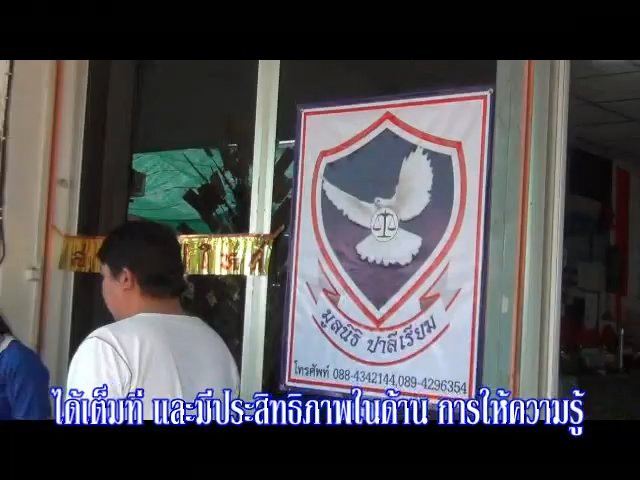 มูลนิธิ ปาลีเรียม
โทรศัพท์ 088-4342144,089-4296354
ได้เต็มที่ และมีประสิทธิภาพในด้าน การให้ความรู้